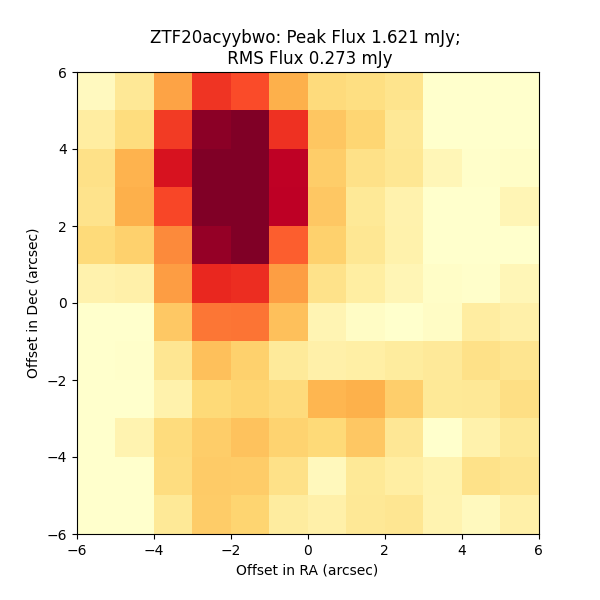 ZTF20acyybwo: Peak Flux 1.621 mJy;
RMS Flux 0.273 mJy
6
4
2
0
−2
−4
−6
Offset in Dec (arcsec)
−6 −4 −2 0 2 4 6
Offset in RA (arcsec)